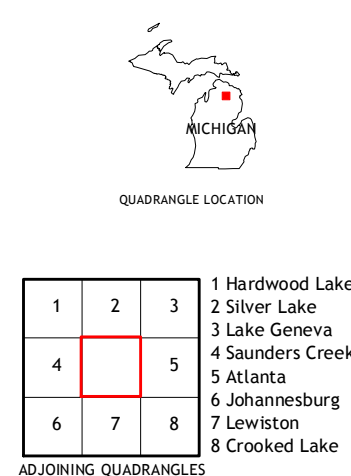 MICHIGAN
QUADRANGLE LOCATION
1 2 3
4 5
6 7 8
1 Hardwood Lake
2 Silver Lake
3 Lake Geneva
4 Saunders Creek
5 Atlanta
6 Johannesburg
7 Lewiston
8 Crooked Lake
ADJOINING QUADRANGLES